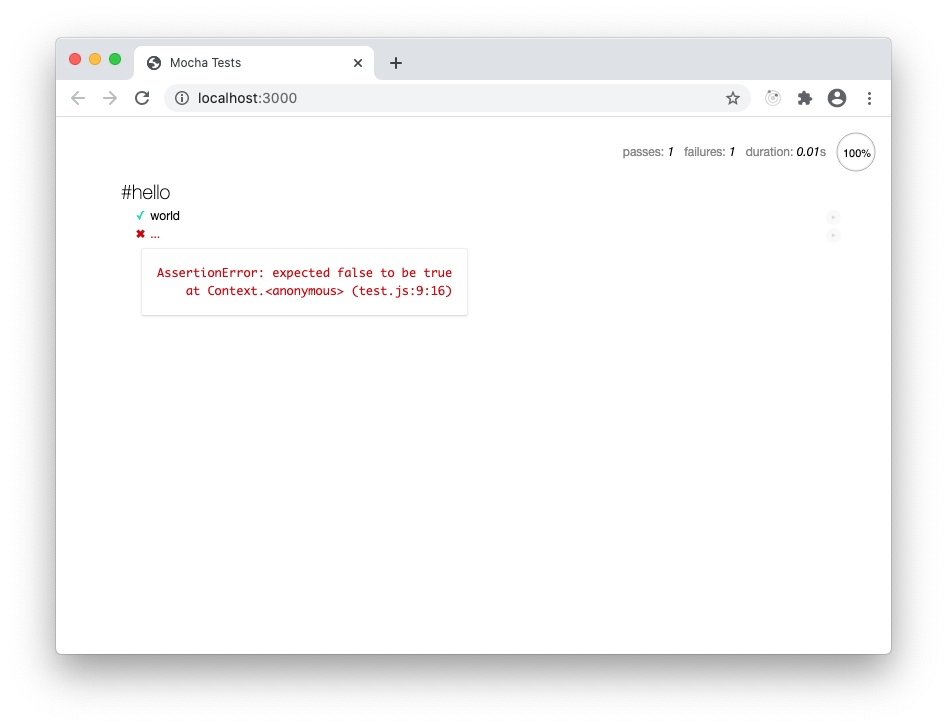 Mocha Tests
localhost:3000
passes: 1 failures: 1 duration: 0.01s 100%
#hello
✓ world
✖ ...
AssertionError: expected false to be true
at Context.<anonymous> (test.js:9:16)